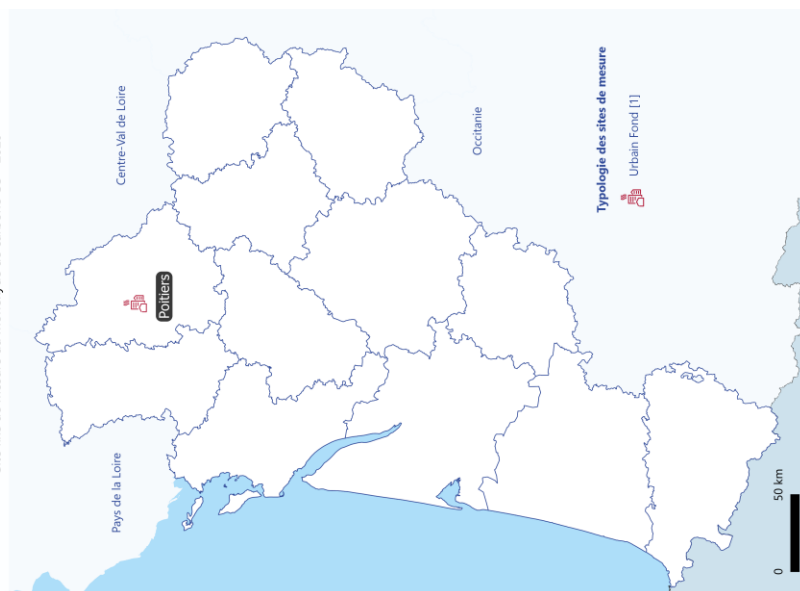 Centre-Val de Loire
Poitiers
Pays de la Loire
Occitanie
Typologie des sites de mesure
Urbain Fond [1]
0
50 km